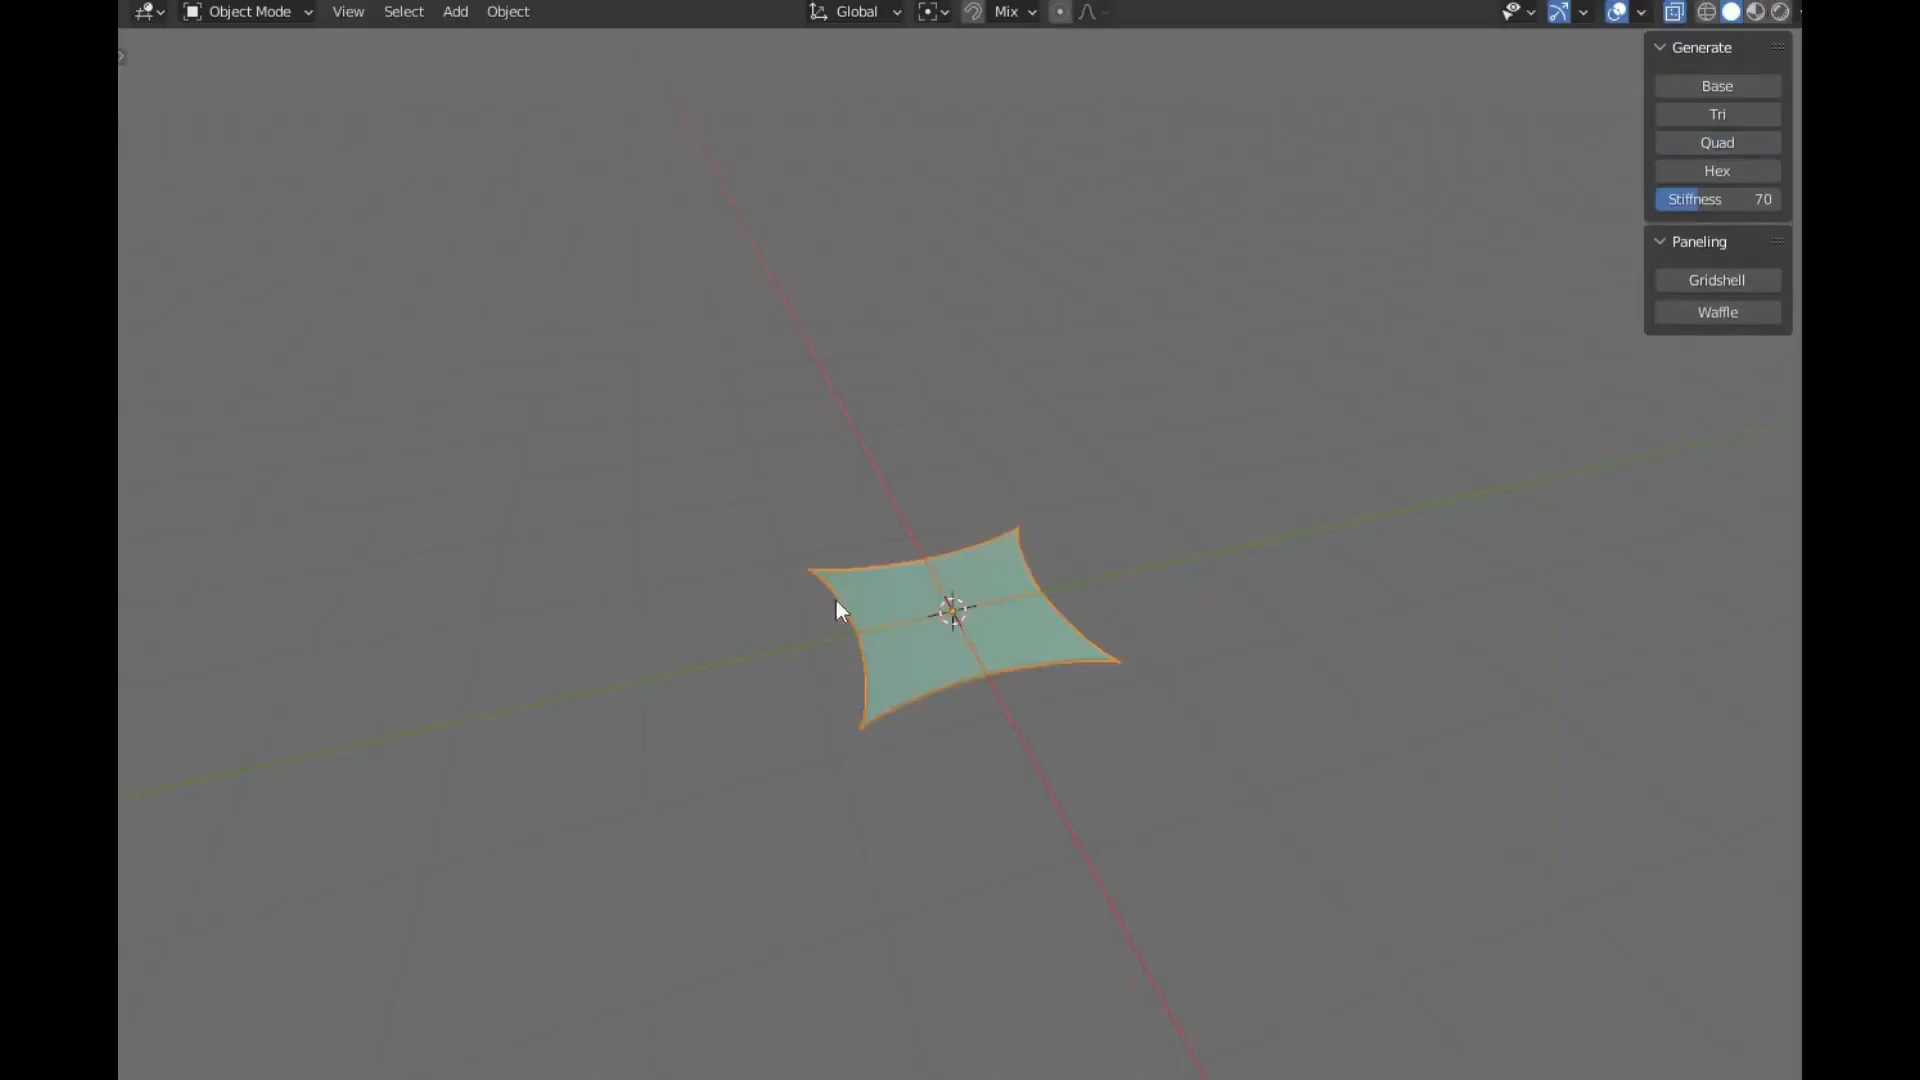 Object Mode View Select Add Object Global Mix
Generate
Base
Tri
Quad
Hex
Stiffness 70
Paneling
Gridshell
Waffle